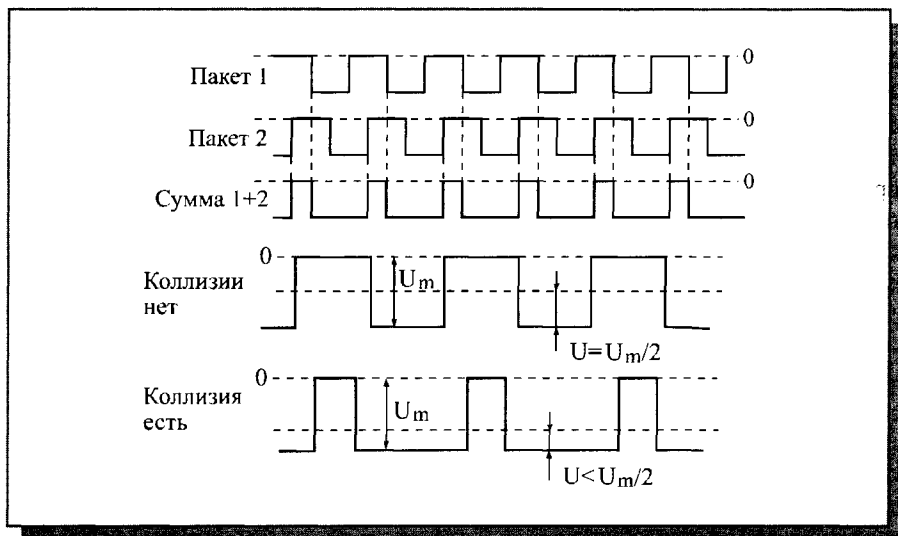 0
Пакет 1
0
Пакет 2
0
Сумма 1+2
0
Коллизии
нет
Um
U=Um/2
0
Коллизия
есть
Um
U<Um/2